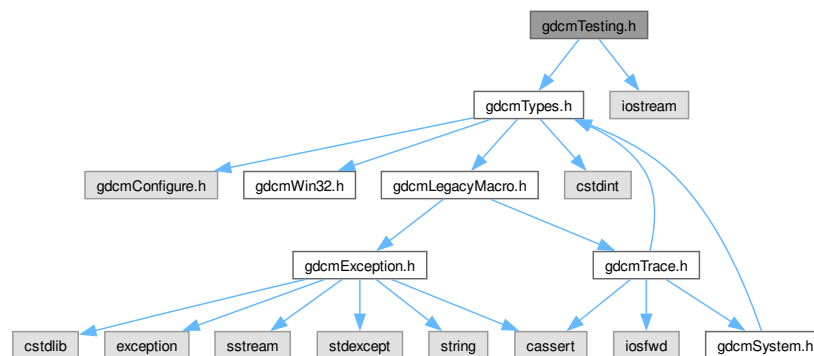 gdcmTesting.h
gdcmTypes.h
iostream
gdcmConfigure.h
gdcmWin32.h
gdcmLegacyMacro.h
cstdint
gdcmException.h
gdcmTrace.h
cstdlib
exception
sstream
stdexcept
string
cassert
iosfwd
gdcmSystem.h